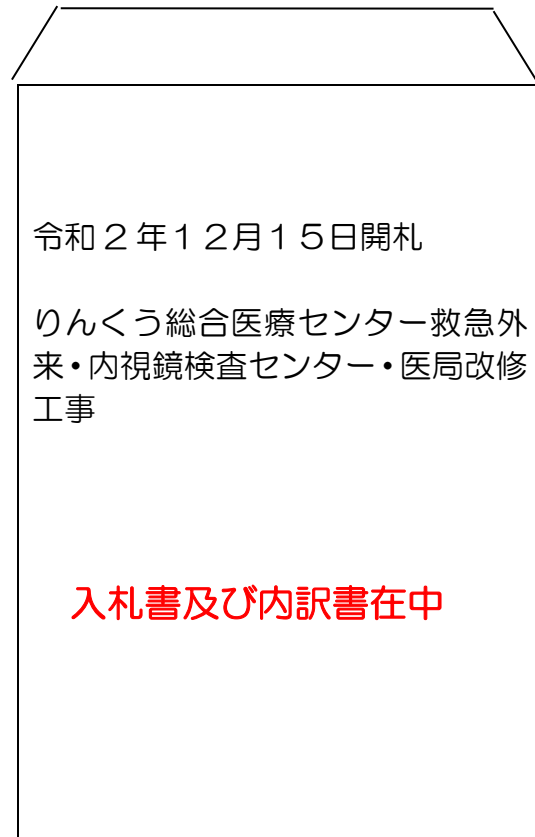 令和２年１２月１５日開札
りんくう総合医療センター救急外
来・内視鏡検査センター・医局改修
工事
入札書及び内訳書在中